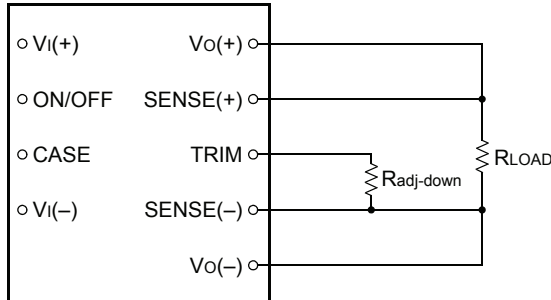 VI(+) VO(+)
ON/OFF SENSE(+)
CASE TRIM
RLOAD
Radj-down
VI(–) SENSE(–)
VO(–)